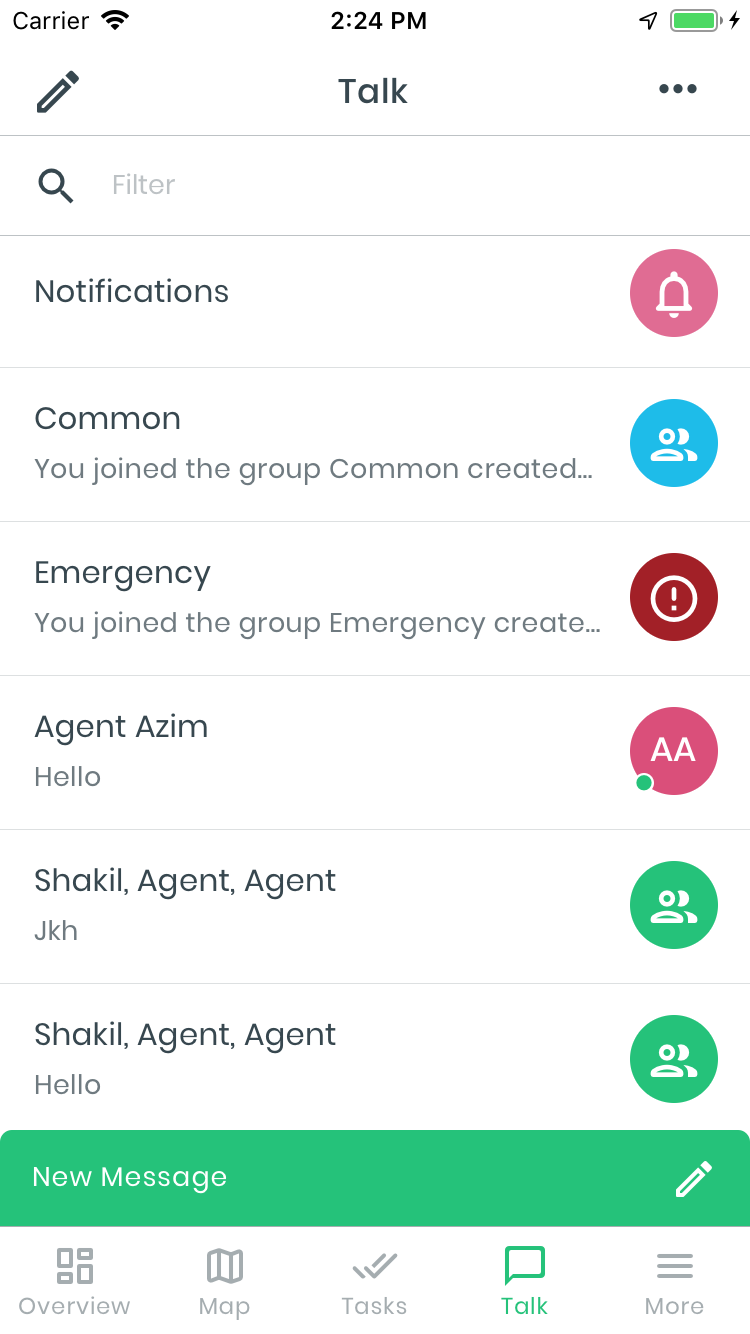 Carrier 2:24 PM
Talk
Filter
Notifications
Common
You joined the group Common created...
Emergency
You joined the group Emergency create...
Agent Azim
AA
Hello
Shakil, Agent, Agent
Jkh
Shakil, Agent, Agent
Hello
New Message
Overview Map Tasks Talk More